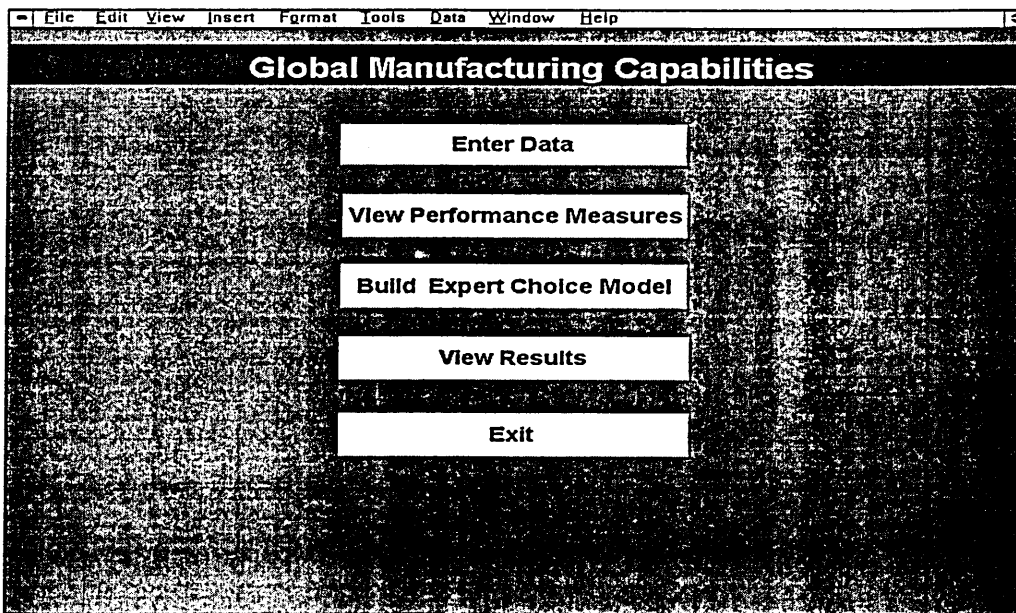 File Edit View Insert Format Tools Data Window Help
Global Manufacturing Capabilities
Enter Data
View Performance Measures
Build Expert Choice Model
View Results
Exit